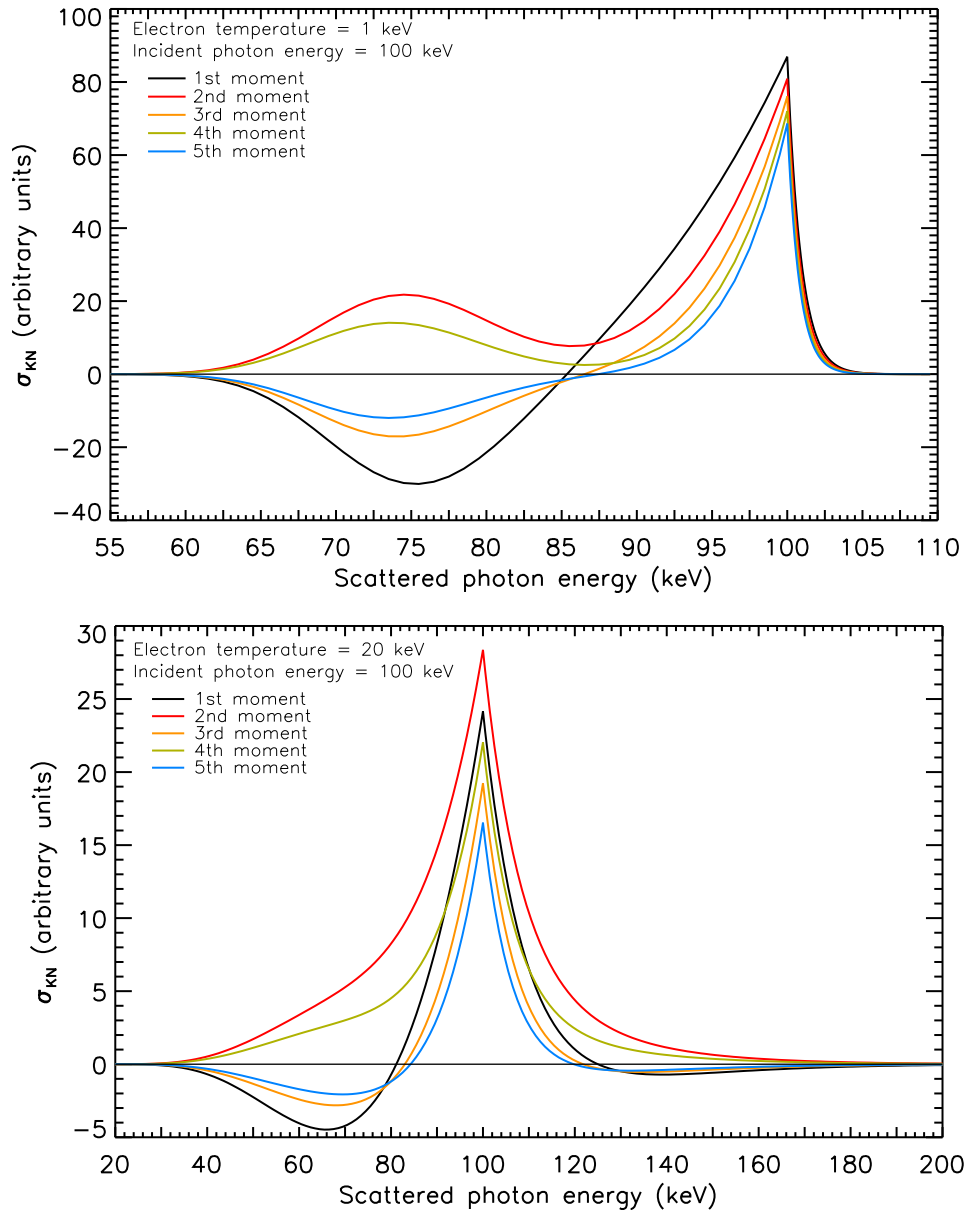 Electron temperature = 1 keV
Incident photon energy = 100 keV
1st moment
2nd moment
3rd moment
4th moment
5th moment
100
80
60
40
20
0
−20
−40
σKN (arbitrary units)
55 60 65 70 75 80 85 90 95 100 105 110
Scattered photon energy (keV)
Electron temperature = 20 keV
Incident photon energy = 100 keV
1st moment
2nd moment
3rd moment
4th moment
5th moment
30
25
20
15
10
5
0
−5
σKN (arbitrary units)
20 40 60 80 100 120 140 160 180 200
Scattered photon energy (keV)